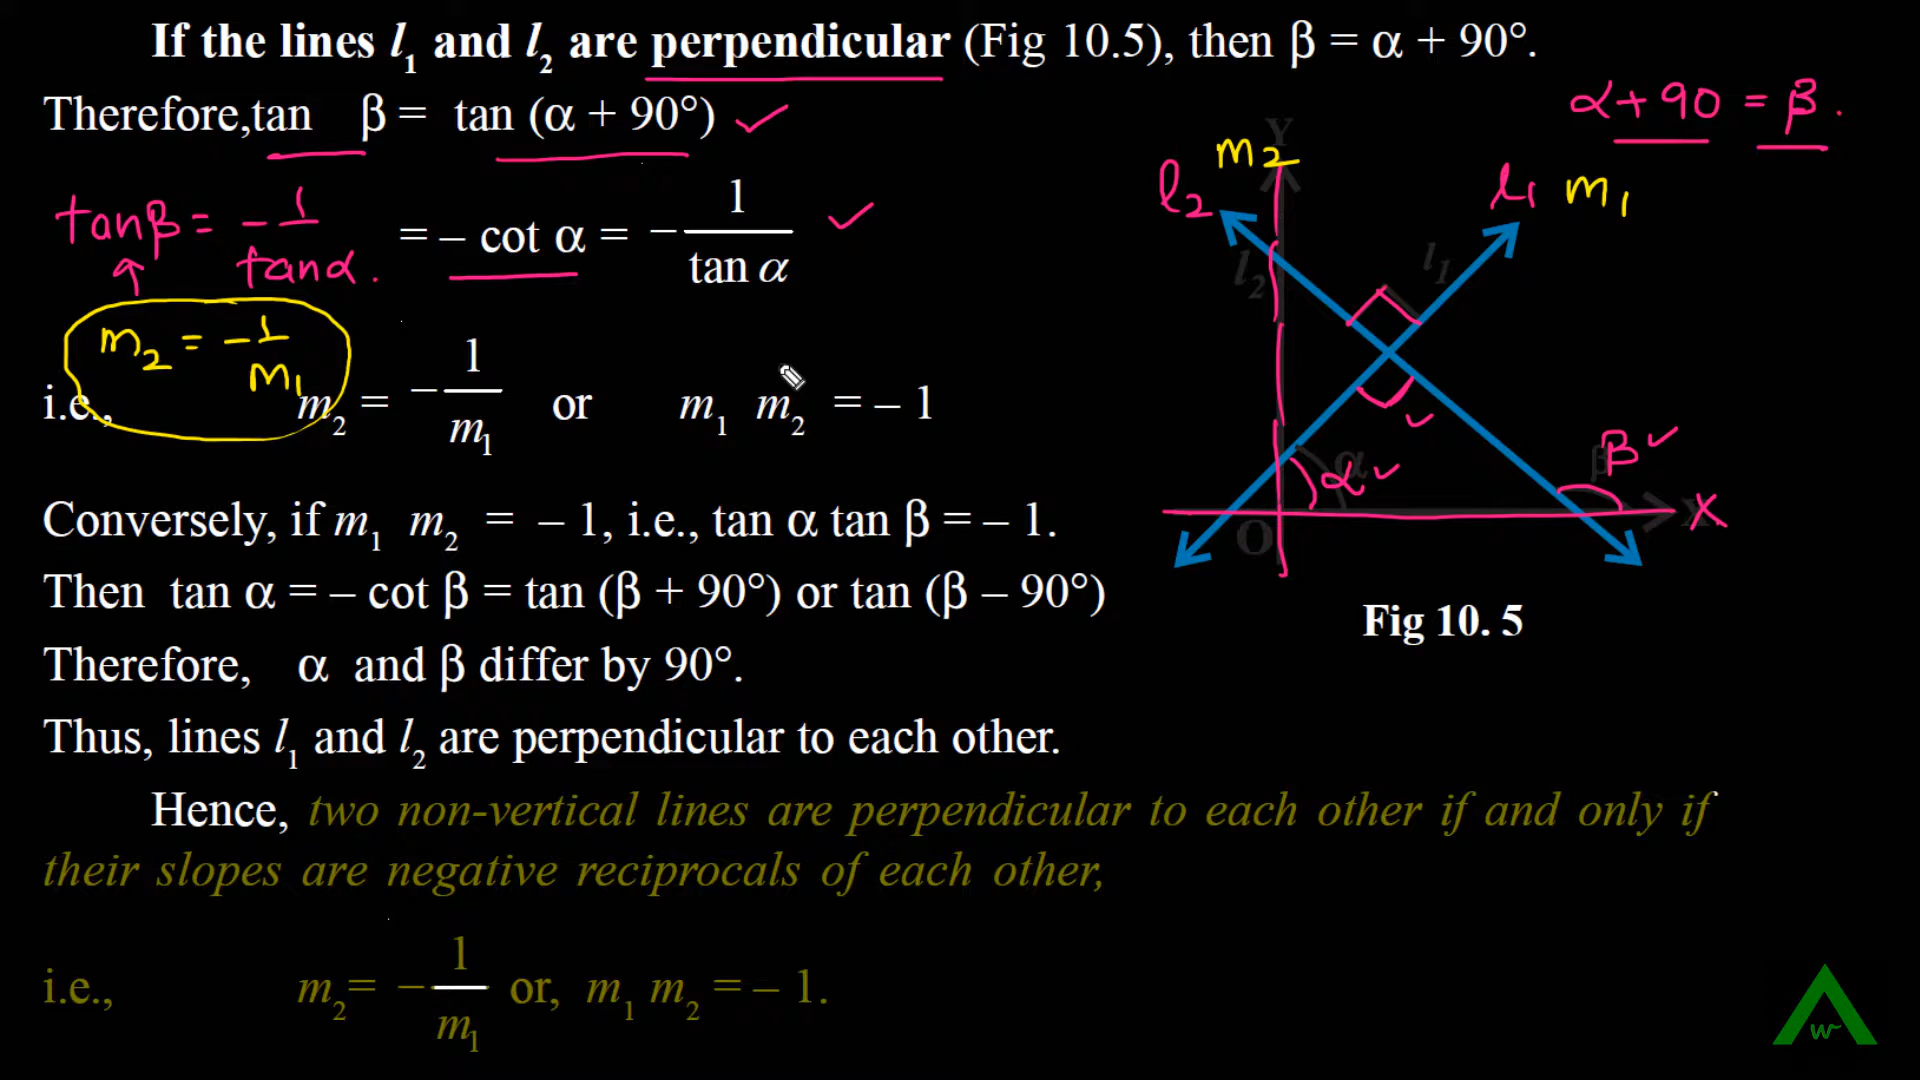 If the lines l₁ and l₂ are perpendicular (Fig 10.5), then β = α + 90°.
α + 90 = β .
Therefore,tan β = tan (α + 90°)
tanβ = - 1/tanα .
= – cot α = − 1/tan α
m₂ = - 1/m₁
i.e., m₂ = − 1/m₁ or m₁ m₂ = – 1
Conversely, if m₁ m₂ = – 1, i.e., tan α tan β = – 1.
Then tan α = – cot β = tan (β + 90°) or tan (β – 90°)
Therefore, α and β differ by 90°.
Thus, lines l₁ and l₂ are perpendicular to each other.
Hence, two non-vertical lines are perpendicular to each other if and only if
their slopes are negative reciprocals of each other,
i.e., m₂= − 1/m₁ or, m₁ m₂ = – 1.
Y
l₂ m₂
l₁ m₁
l₂
l₁
α
α
β
β
O
X
X
Fig 10. 5
w